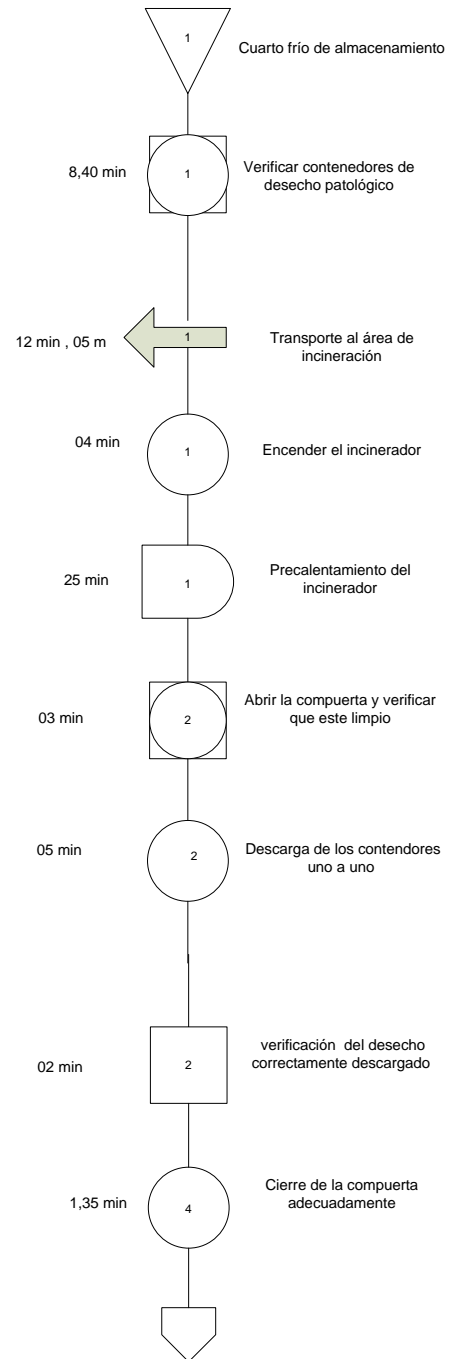 1
Cuarto frío de almacenamiento
8,40 min
1
Verificar contenedores de
desecho patológico
12 min , 05 m
1
Transporte al área de
incineración
04 min
1
Encender el incinerador
25 min
1
Precalentamiento del
incinerador
03 min
2
Abrir la compuerta y verificar
que este limpio
05 min
2
Descarga de los contendores
uno a uno
02 min
2
verificación del desecho
correctamente descargado
1,35 min
4
Cierre de la compuerta
adecuadamente